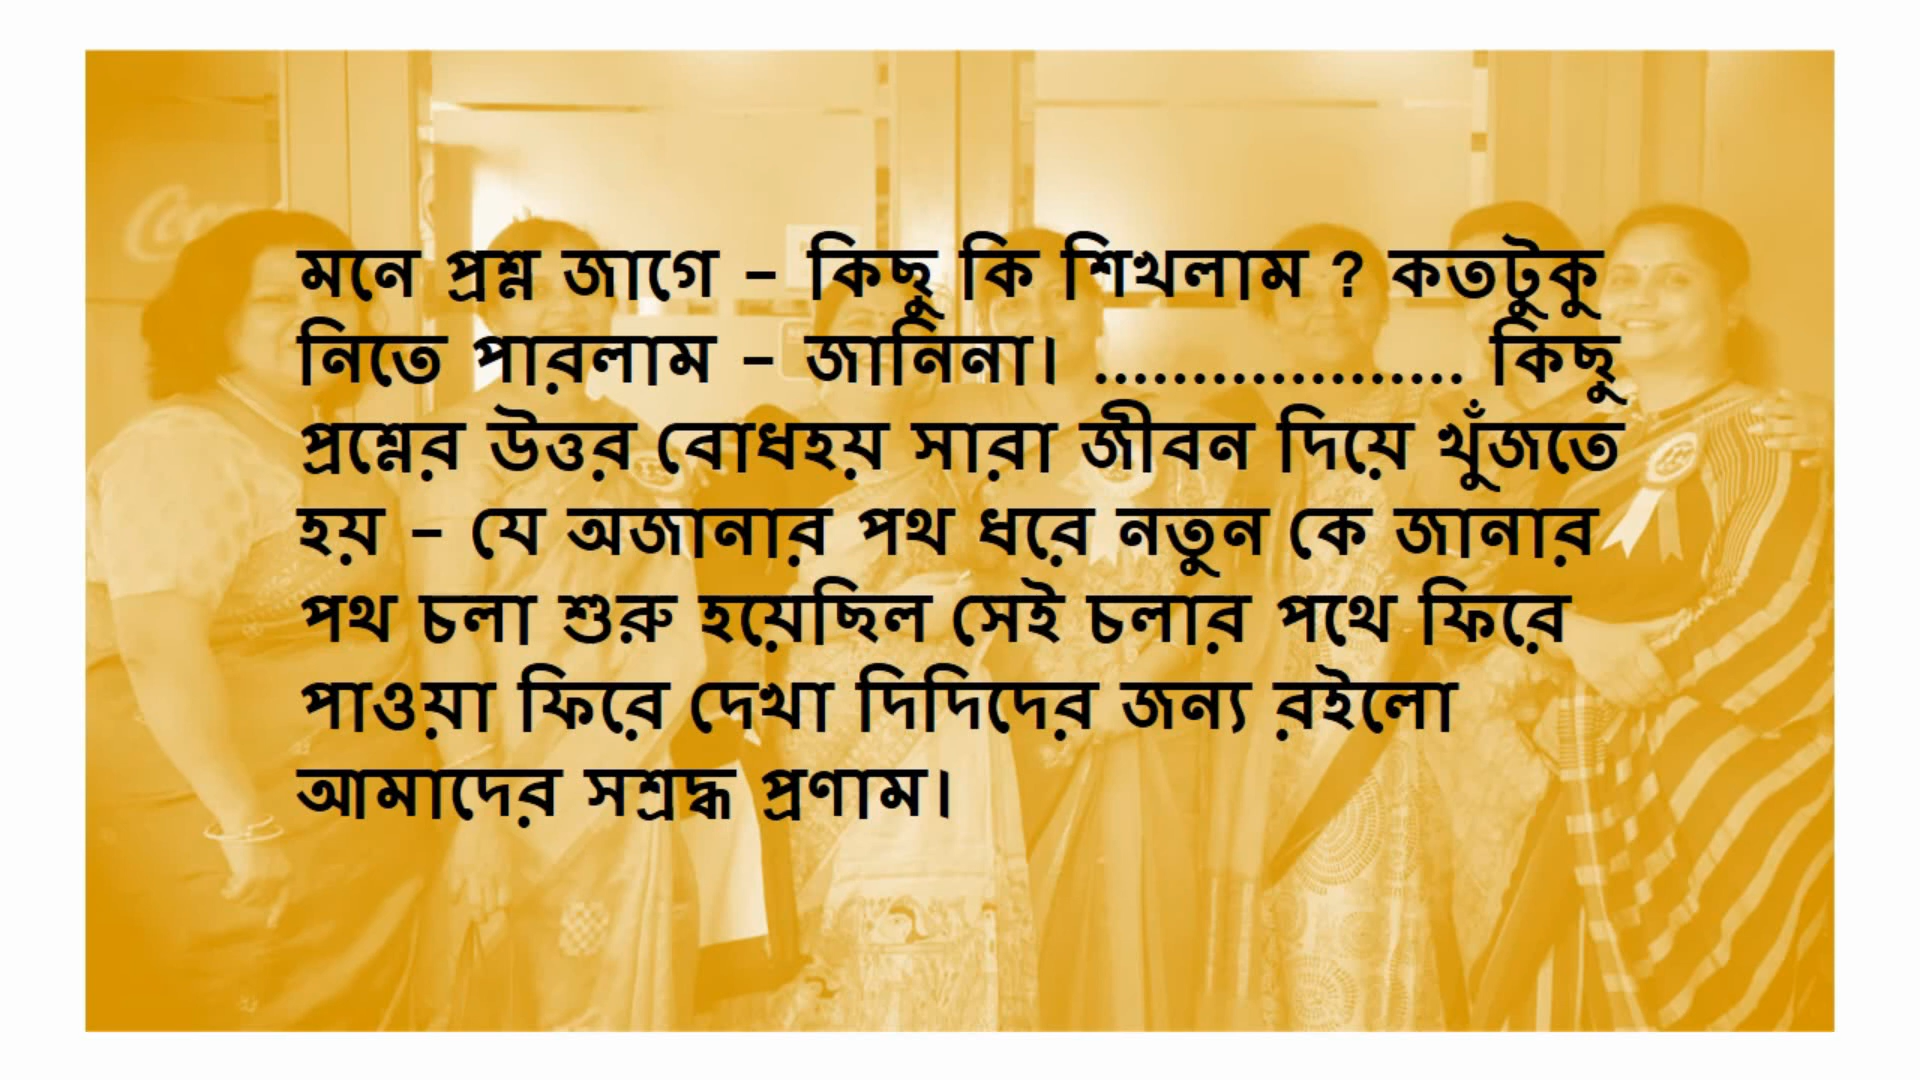 মনে প্রশ্ন জাগে – কিছু কি শিখলাম ? কতটুকু
নিতে পারলাম – জানিনা। ................... কিছু
প্রশ্নের উত্তর বোধহয় সারা জীবন দিয়ে খুঁজতে
হয় – যে অজানার পথ ধরে নতুন কে জানার
পথ চলা শুরু হয়েছিল সেই চলার পথে ফিরে
পাওয়া ফিরে দেখা দিদিদের জন্য রইলো
আমাদের সশ্রদ্ধ প্রণাম।